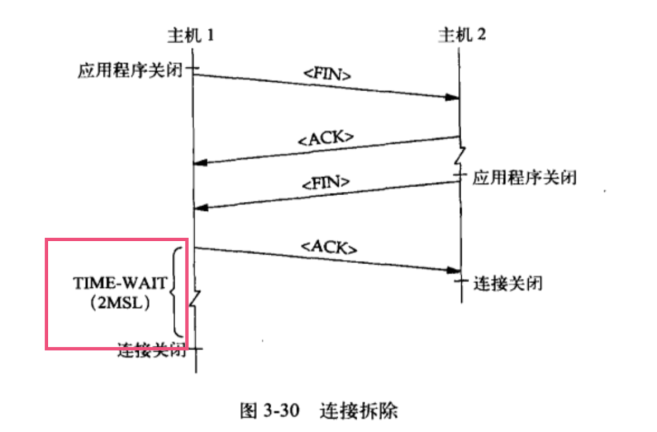 主机 1 主机 2
应用程序关闭
<FIN>
<ACK>
<FIN>
应用程序关闭
<ACK>
TIME-WAIT
(2MSL)
连接关闭
连接关闭
图 3-30 连接拆除